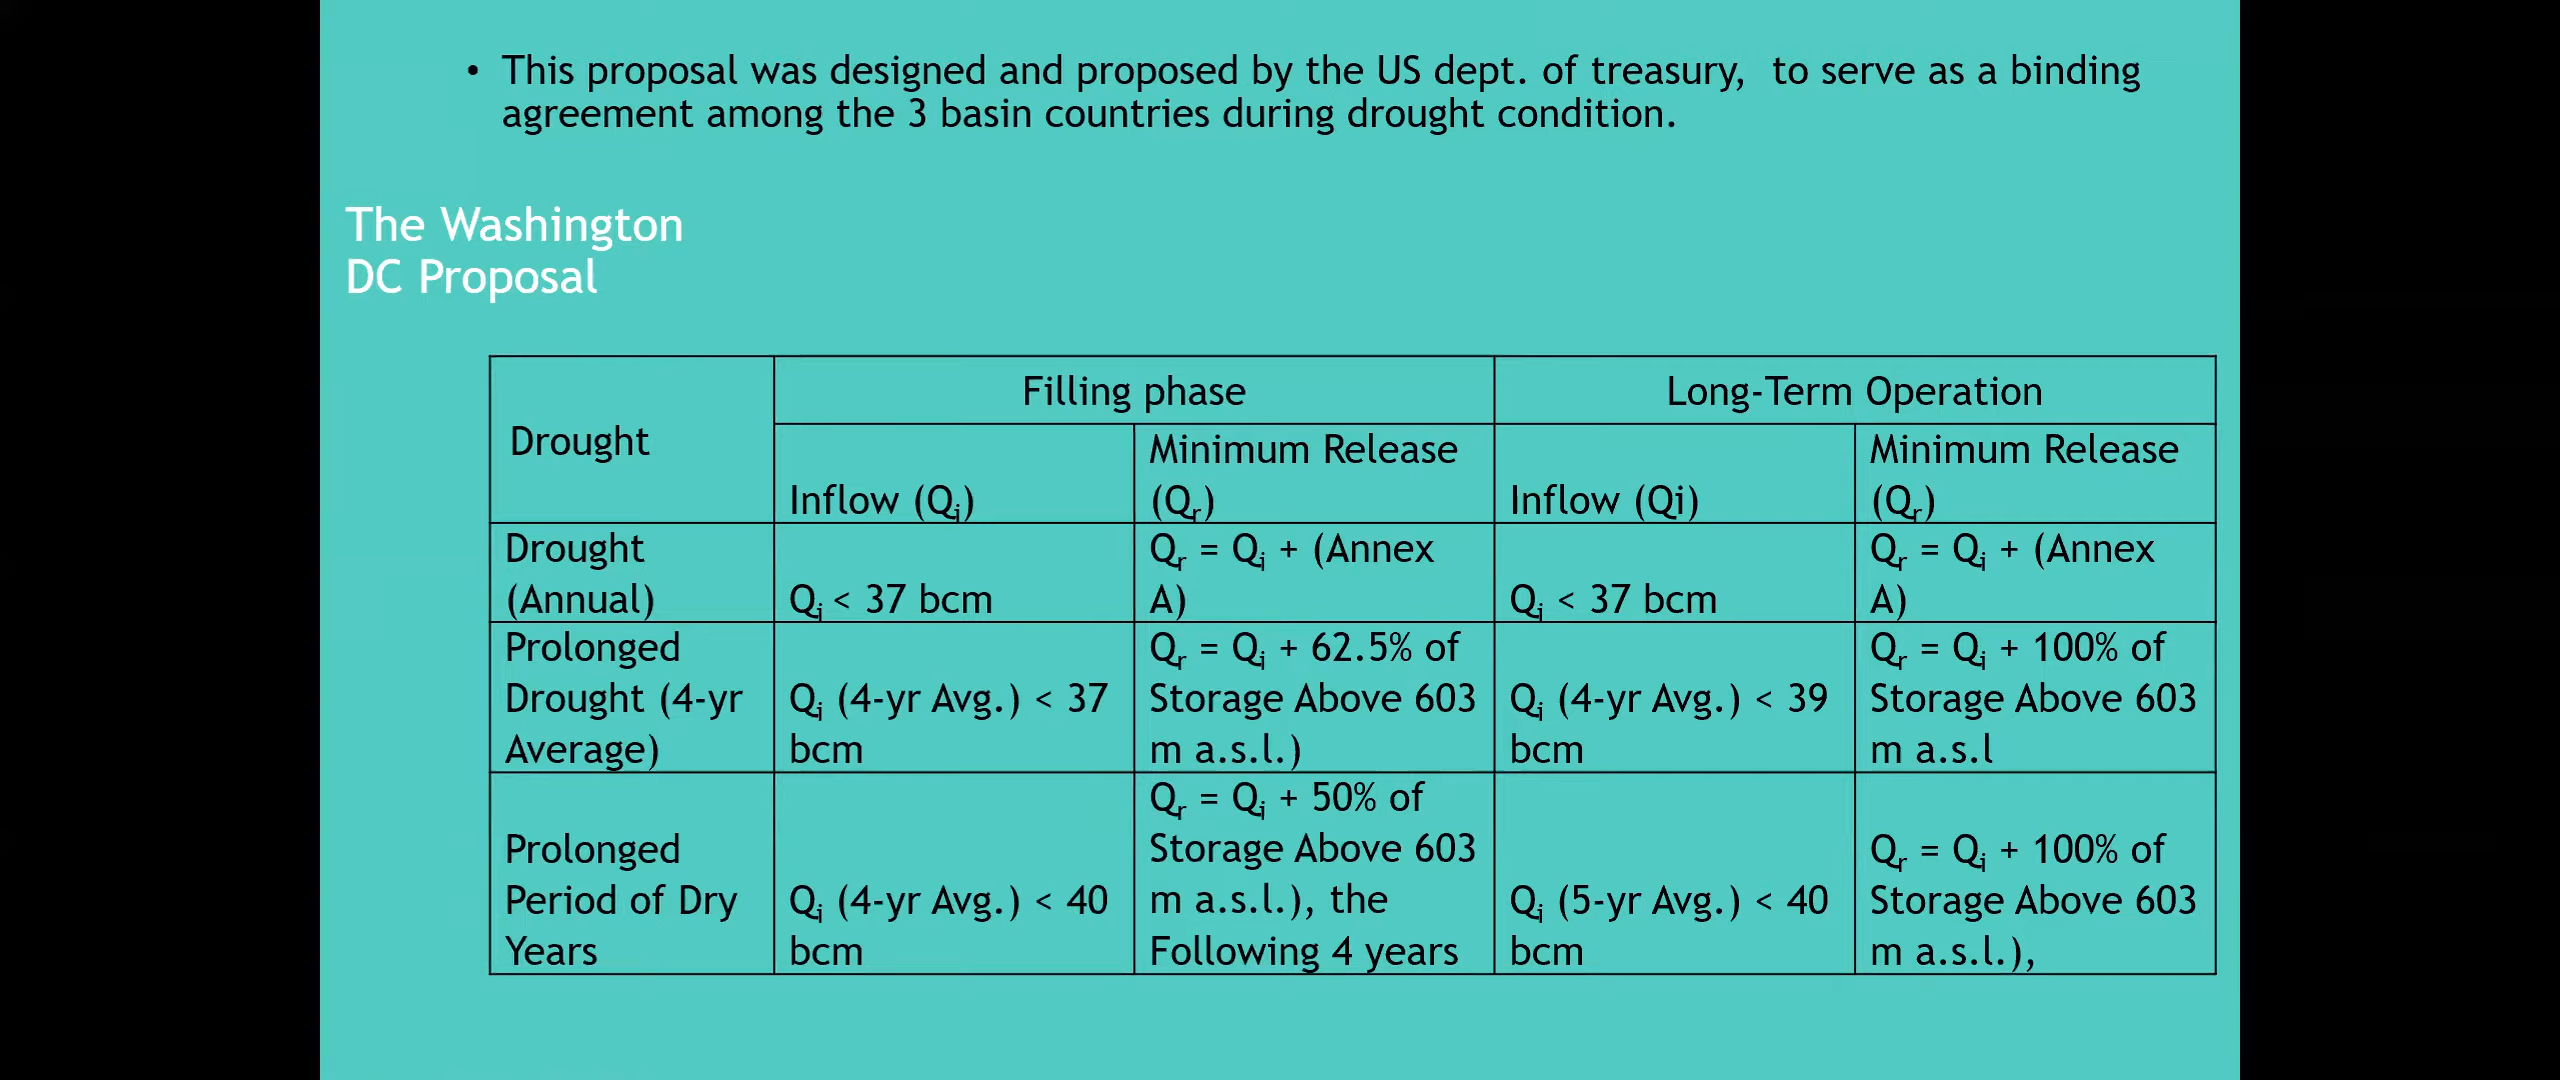 • This proposal was designed and proposed by the US dept. of treasury, to serve as a binding
agreement among the 3 basin countries during drought condition.
The Washington
DC Proposal
Drought
Filling phase
Long-Term Operation
Inflow (Qi)
Minimum Release
(Qr)
Inflow (Qi)
Minimum Release
(Qr)
Drought
(Annual)
Qi < 37 bcm
Qr = Qi + (Annex
A)
Qi < 37 bcm
Qr = Qi + (Annex
A)
Prolonged
Drought (4-yr
Average)
Qi (4-yr Avg.) < 37
bcm
Qr = Qi + 62.5% of
Storage Above 603
m a.s.l.)
Qi (4-yr Avg.) < 39
bcm
Qr = Qi + 100% of
Storage Above 603
m a.s.l
Prolonged
Period of Dry
Years
Qi (4-yr Avg.) < 40
bcm
Qr = Qi + 50% of
Storage Above 603
m a.s.l.), the
Following 4 years
Qi (5-yr Avg.) < 40
bcm
Qr = Qi + 100% of
Storage Above 603
m a.s.l.),